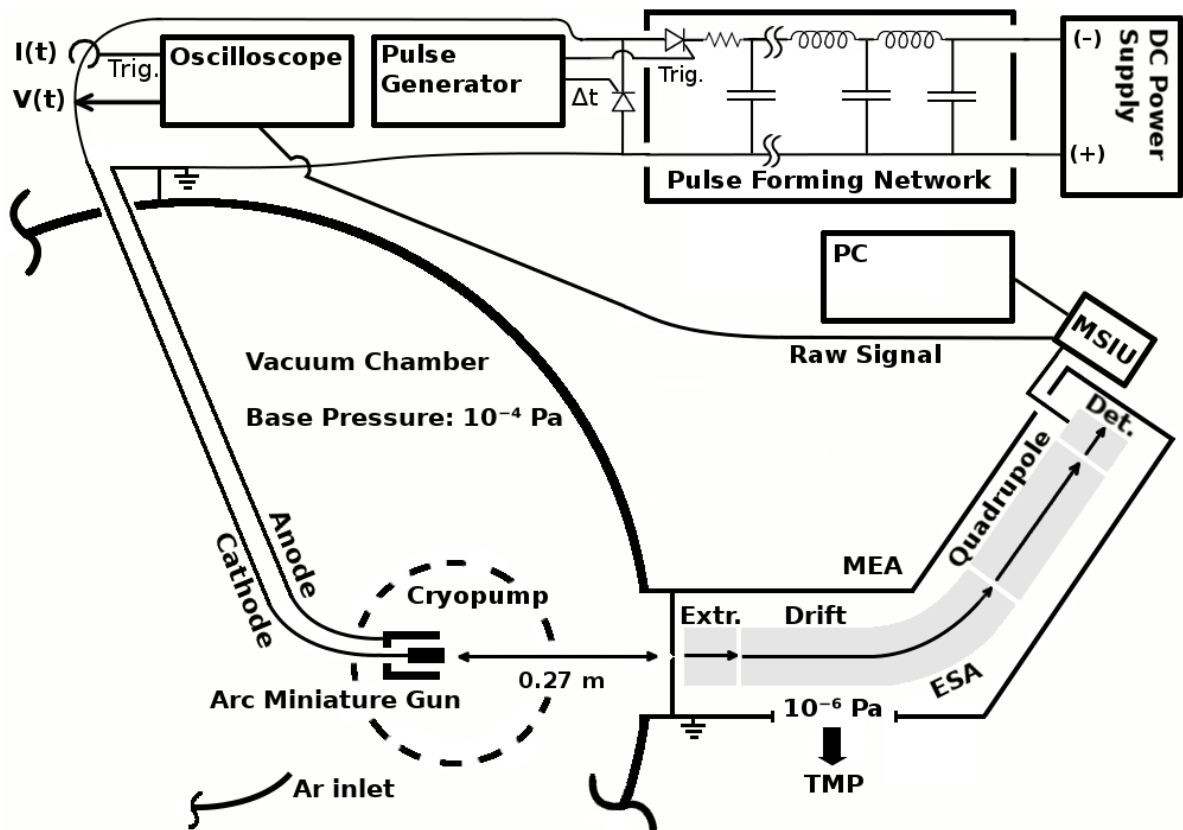 I(t)
Trig.
V(t)
Oscilloscope
Pulse
Generator
Δt
Trig.
(–)
(+)
DC Power
Supply
Pulse Forming Network
PC
MSIU
Raw Signal
Vacuum Chamber
Base Pressure: 10⁻⁴ Pa
Det.
Quadrupole
MEA
Anode
Cathode
Cryopump
Extr.
Drift
0.27 m
ESA
Arc Miniature Gun
10⁻⁶ Pa
TMP
Ar inlet